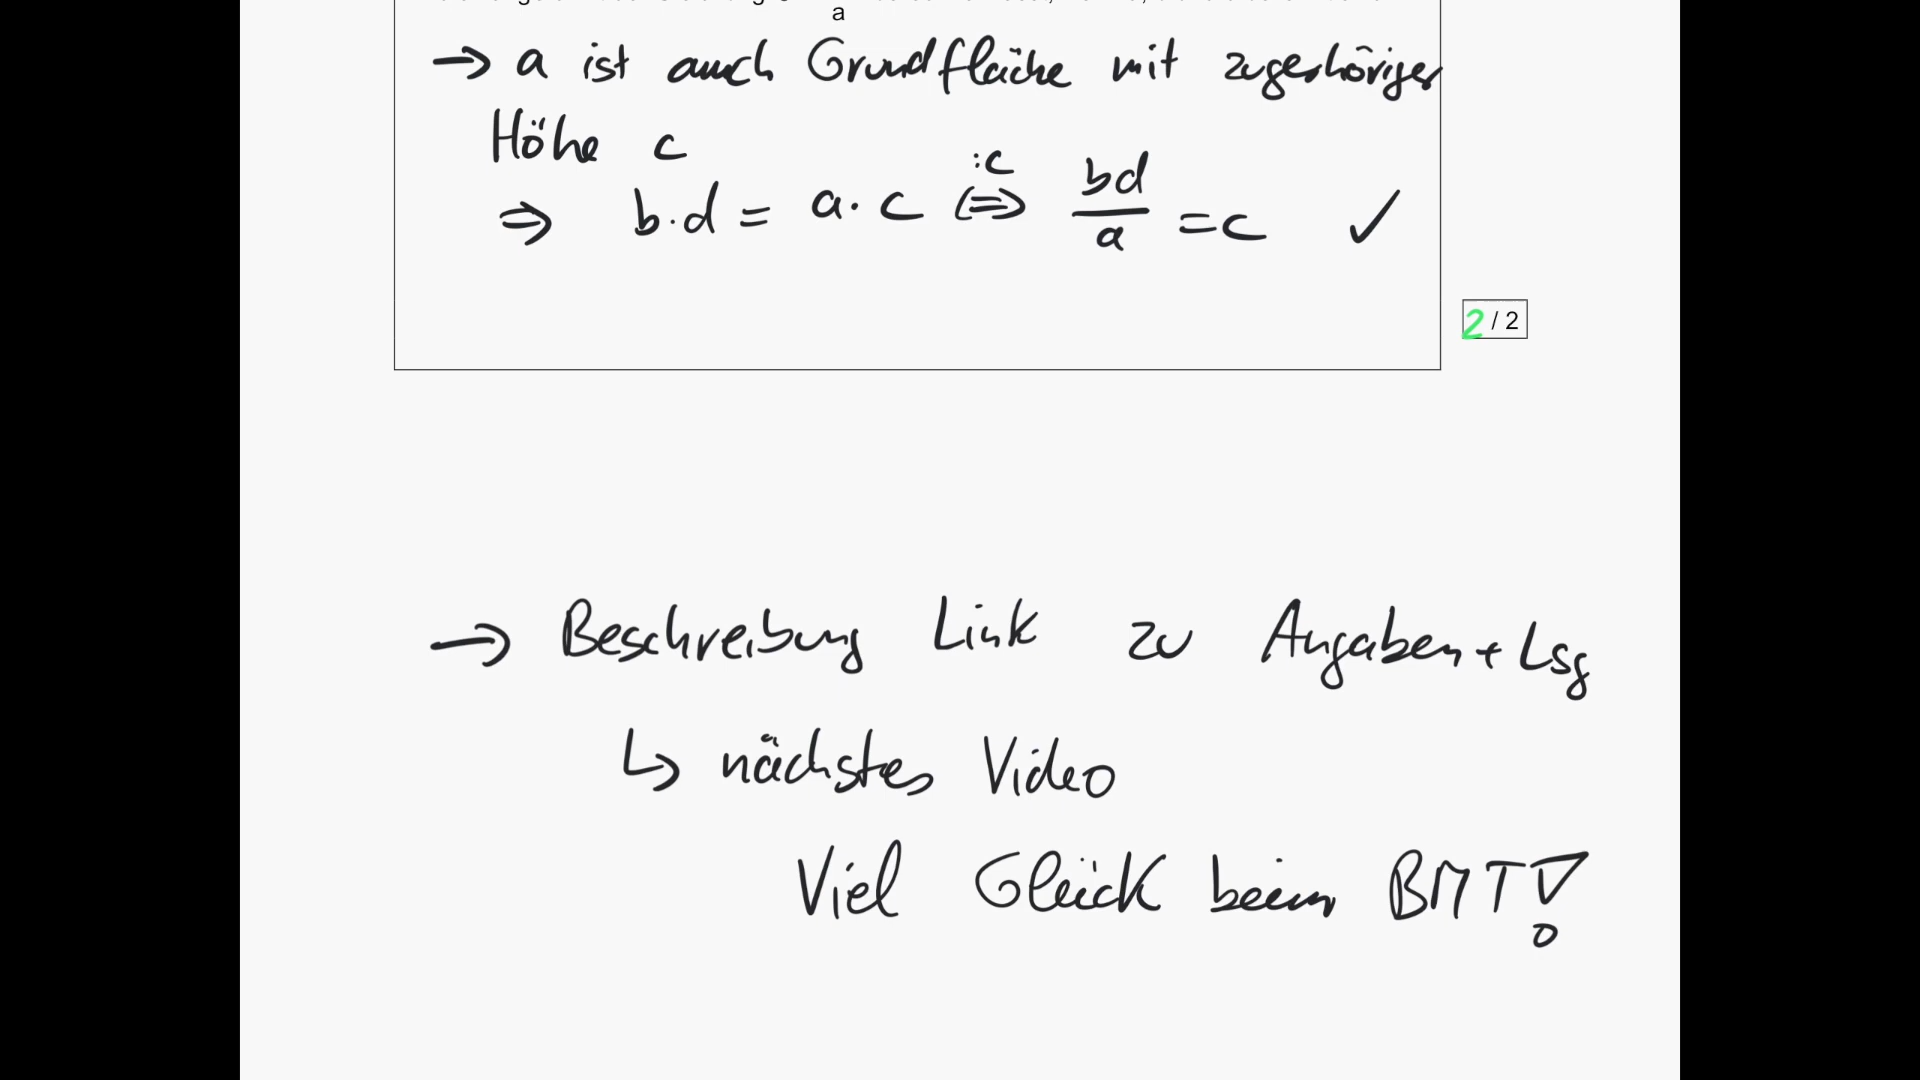 a
→ a ist auch Grundfläche mit zugehöriger
Höhe c
:c
⇒ b·d = a·c ⇔ bd/a = c ✓
2 / 2
→ Beschreibung Link zu Angaben + Lsg
↳ nächstes Video
Viel Glück beim BMT!